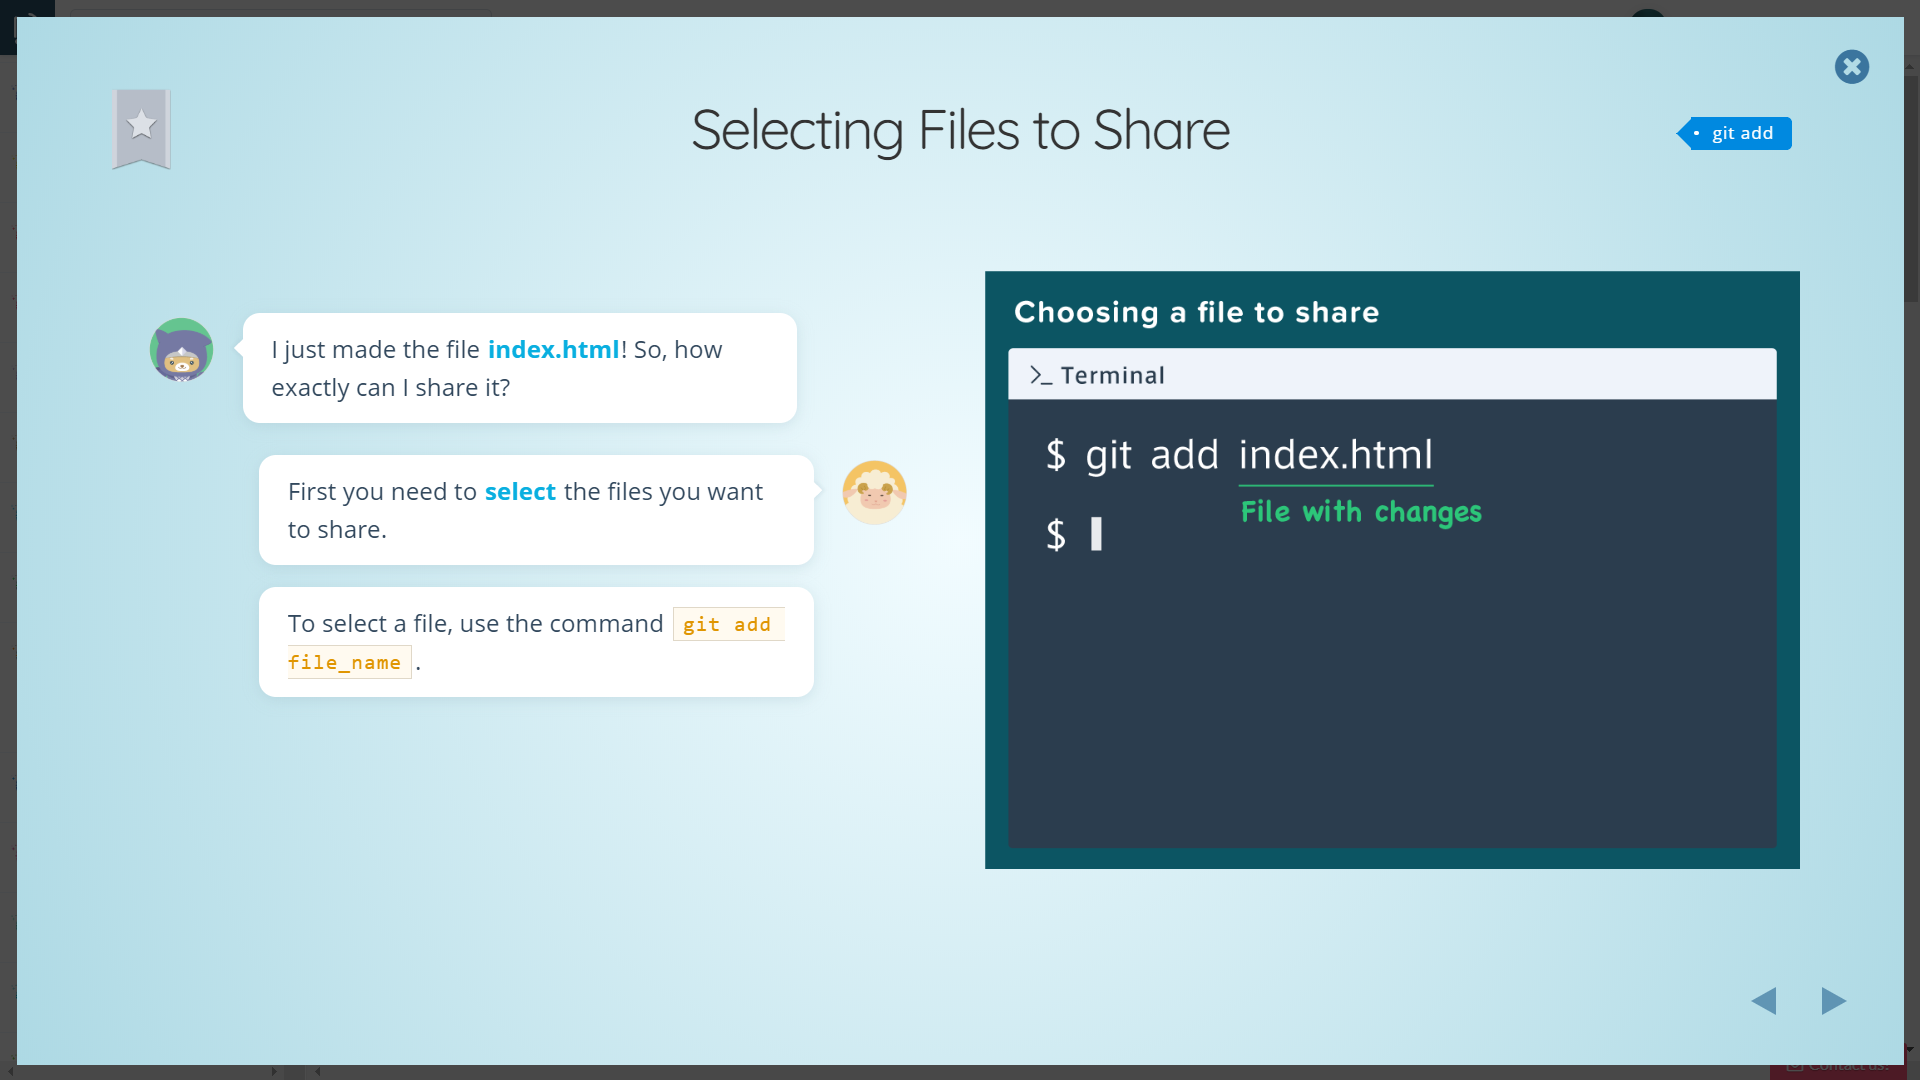 Selecting Files to Share
git add
I just made the file index.html! So, how
exactly can I share it?
First you need to select the files you want
to share.
To select a file, use the command git add
file_name .
Choosing a file to share
>_ Terminal
$ git add index.html
File with changes
$
Contact us!